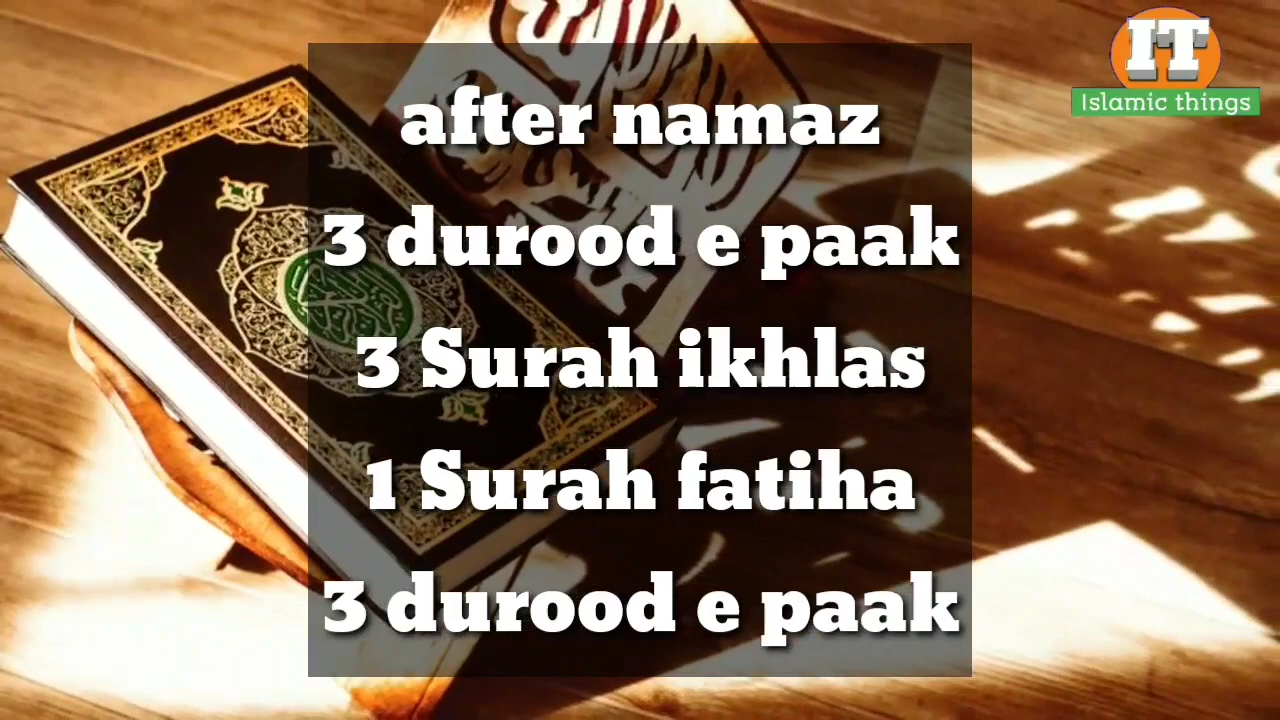 IT
Islamic things
after namaz
3 durood e paak
3 Surah ikhlas
1 Surah fatiha
3 durood e paak